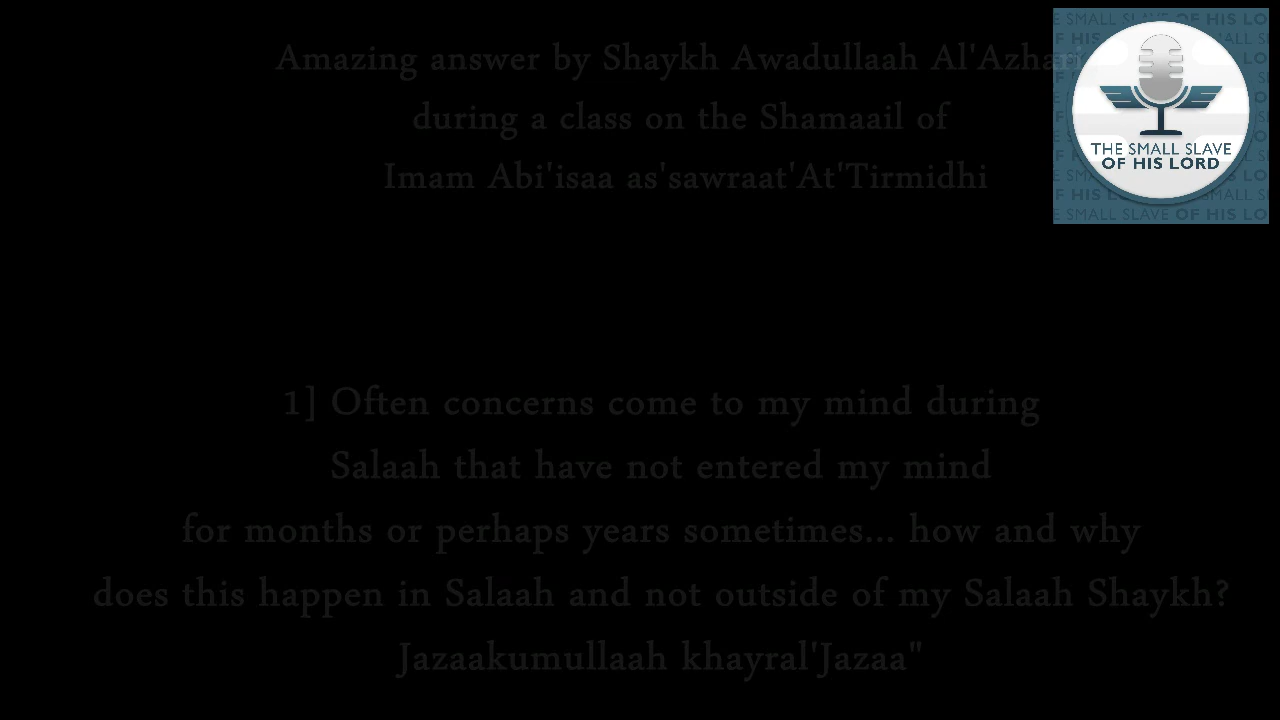 Amazing answer by Shaykh Awadullaah Al'Azha
during a class on the Shamaail of
Imam Abi'isaa as'sawraat'At'Tirmidhi
THE SMALL SLAVE
OF HIS LORD
1] Often concerns come to my mind during
Salaah that have not entered my mind
for months or perhaps years sometimes... how and why
does this happen in Salaah and not outside of my Salaah Shaykh?
Jazaakumullaah khayral'Jazaa"